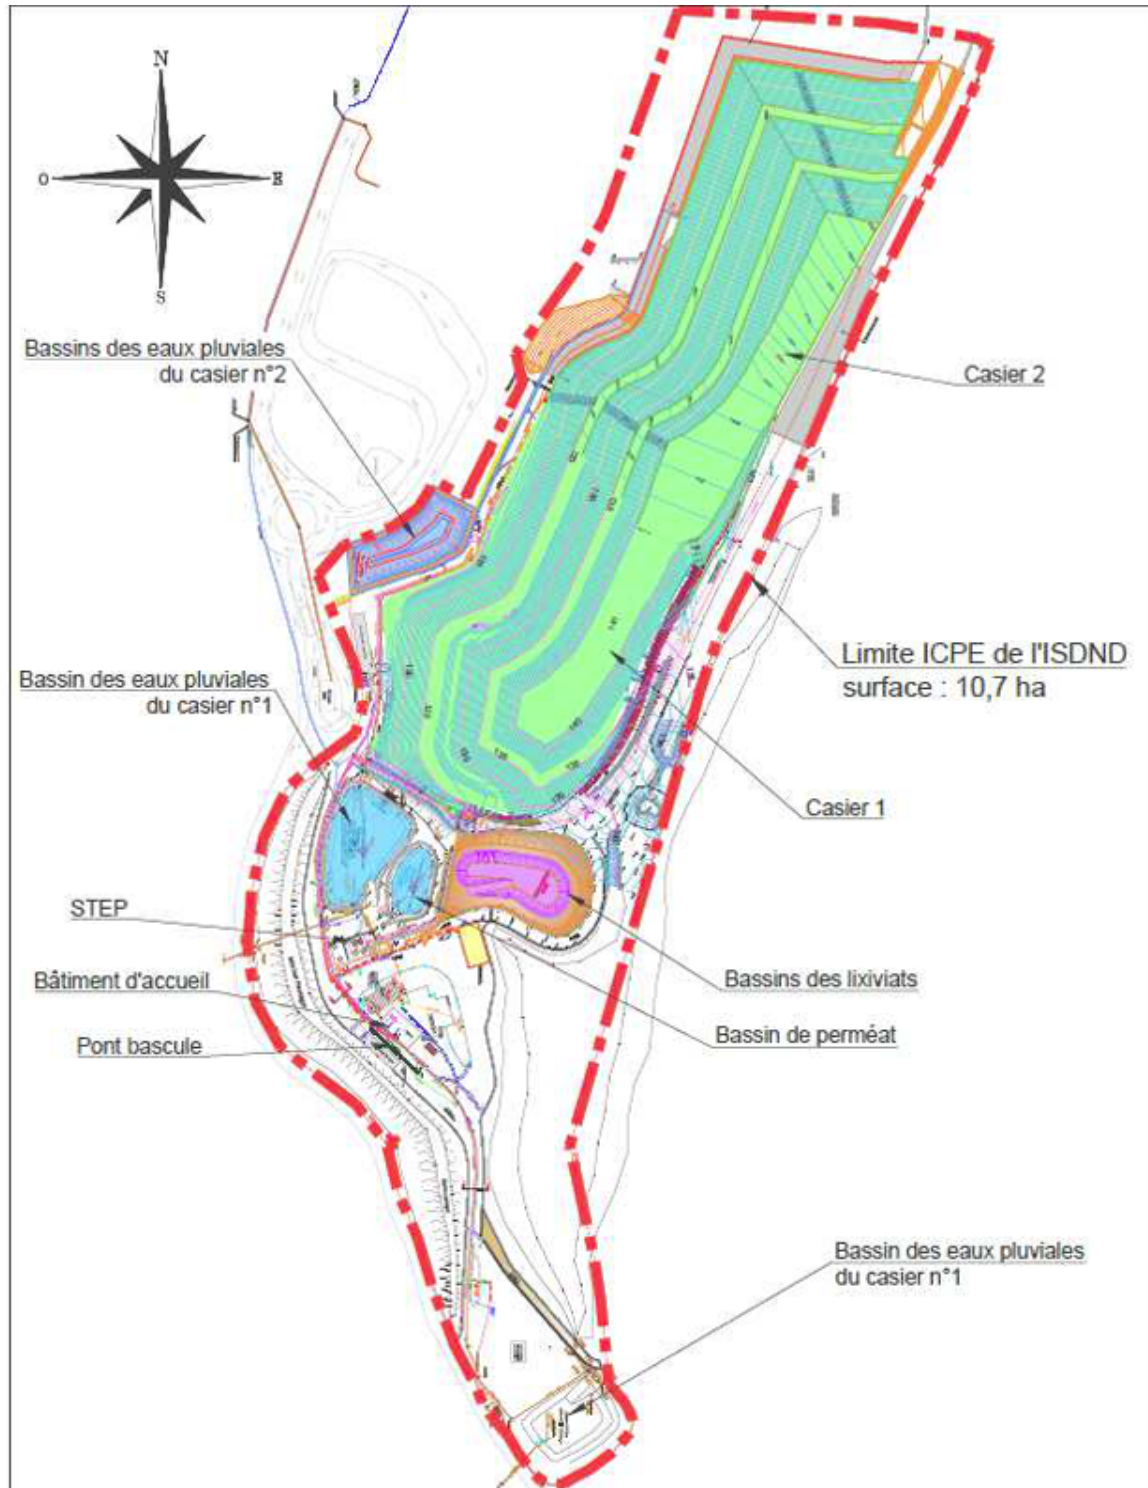 N
O
E
S
Bassins des eaux pluviales
du casier n°2
Casier 2
Limite ICPE de l'ISDND
surface : 10,7 ha
Bassin des eaux pluviales
du casier n°1
Casier 1
STEP
Bâtiment d'accueil
Pont bascule
Bassins des lixiviats
Bassin de perméat
Bassin des eaux pluviales
du casier n°1